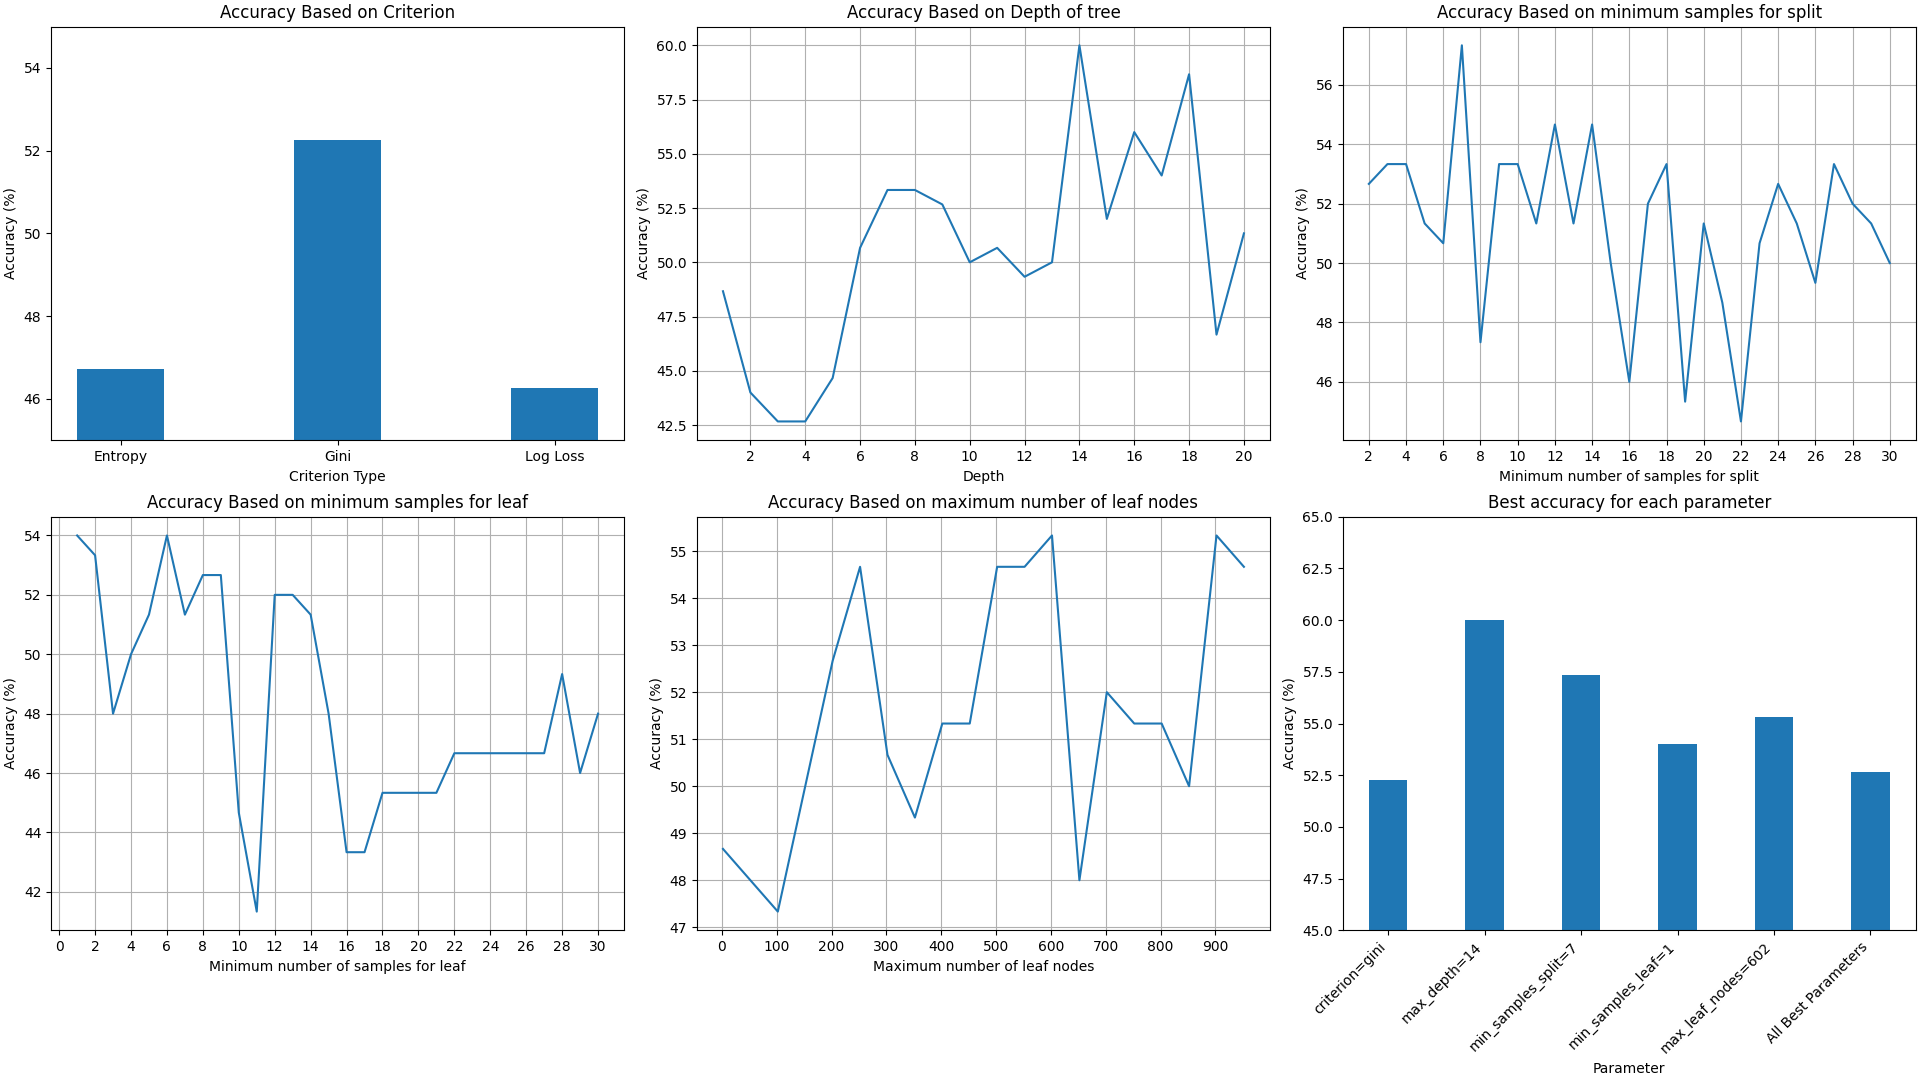 Accuracy Based on Criterion
54
52
50
48
46
Accuracy (%)
Entropy Gini Log Loss
Criterion Type
Accuracy Based on Depth of tree
60.0
57.5
55.0
52.5
50.0
47.5
45.0
42.5
Accuracy (%)
2 4 6 8 10 12 14 16 18 20
Depth
Accuracy Based on minimum samples for split
56
54
52
50
48
46
Accuracy (%)
2 4 6 8 10 12 14 16 18 20 22 24 26 28 30
Minimum number of samples for split
Accuracy Based on minimum samples for leaf
54
52
50
48
46
44
42
Accuracy (%)
0 2 4 6 8 10 12 14 16 18 20 22 24 26 28 30
Minimum number of samples for leaf
Accuracy Based on maximum number of leaf nodes
55
54
53
52
51
50
49
48
47
Accuracy (%)
0 100 200 300 400 500 600 700 800 900
Maximum number of leaf nodes
Best accuracy for each parameter
65.0
62.5
60.0
57.5
55.0
52.5
50.0
47.5
45.0
Accuracy (%)
criterion=gini
max_depth=14
min_samples_split=7
min_samples_leaf=1
max_leaf_nodes=602
All Best Parameters
Parameter